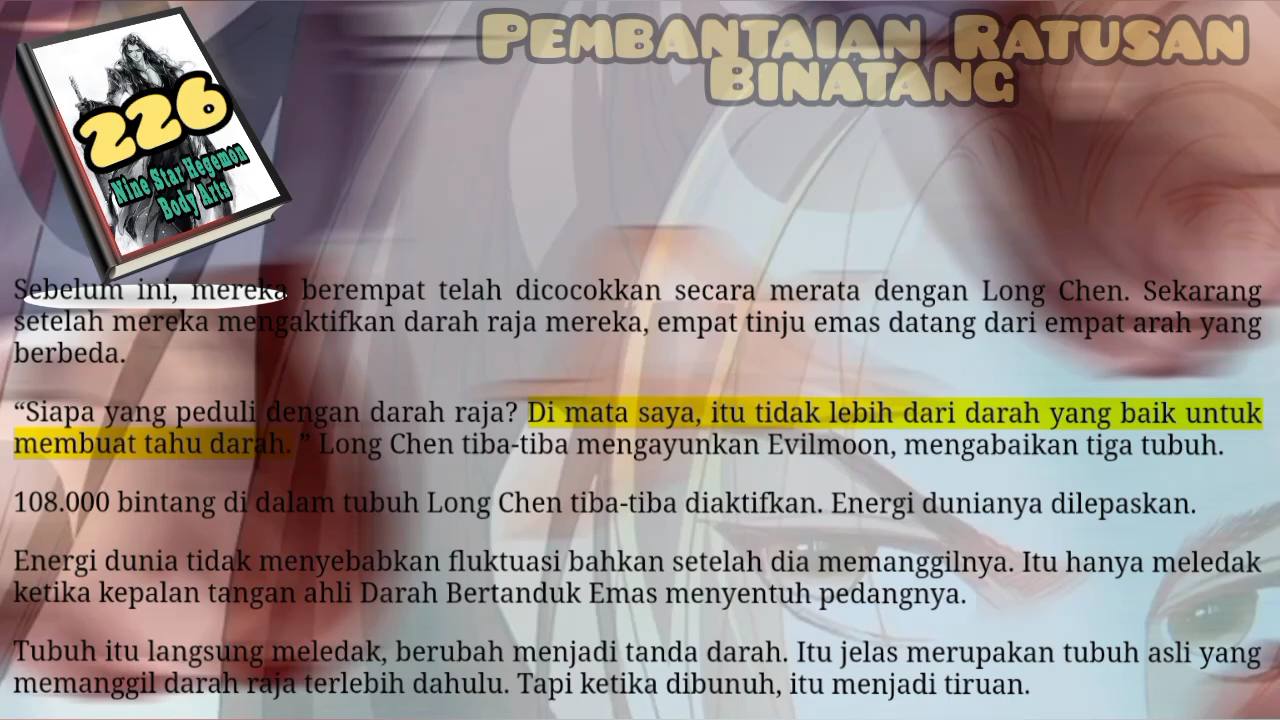 PEMBANTAIAN RATUSAN
BINATANG
226
Nine Star Hegemon
Body Arts
Sebelum ini, mereka berempat telah dicocokkan secara merata dengan Long Chen. Sekarang
setelah mereka mengaktifkan darah raja mereka, empat tinju emas datang dari empat arah yang
berbeda.
“Siapa yang peduli dengan darah raja? Di mata saya, itu tidak lebih dari darah yang baik untuk
membuat tahu darah. ” Long Chen tiba-tiba mengayunkan Evilmoon, mengabaikan tiga tubuh.
108.000 bintang di dalam tubuh Long Chen tiba-tiba diaktifkan. Energi dunianya dilepaskan.
Energi dunia tidak menyebabkan fluktuasi bahkan setelah dia memanggilnya. Itu hanya meledak
ketika kepalan tangan ahli Darah Bertanduk Emas menyentuh pedangnya.
Tubuh itu langsung meledak, berubah menjadi tanda darah. Itu jelas merupakan tubuh asli yang
memanggil darah raja terlebih dahulu. Tapi ketika dibunuh, itu menjadi tiruan.